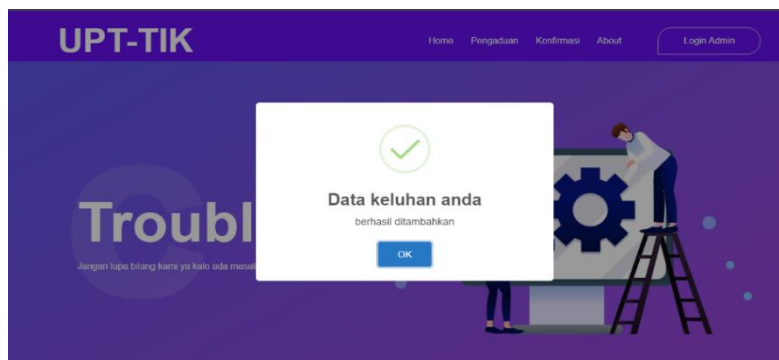 UPT-TIK
Home Pengaduan Konfirmasi About Login Admin
C
Data keluhan anda
berhasil ditambahkan
OK
Troubl
Jangan lupa bilang kami ya kalo ada masal